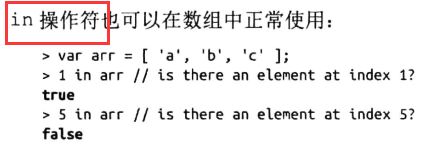 in 操作符也可以在数组中正常使用：
> var arr = [ 'a', 'b', 'c' ];
> 1 in arr // is there an element at index 1?
true
> 5 in arr // is there an element at index 5?
false